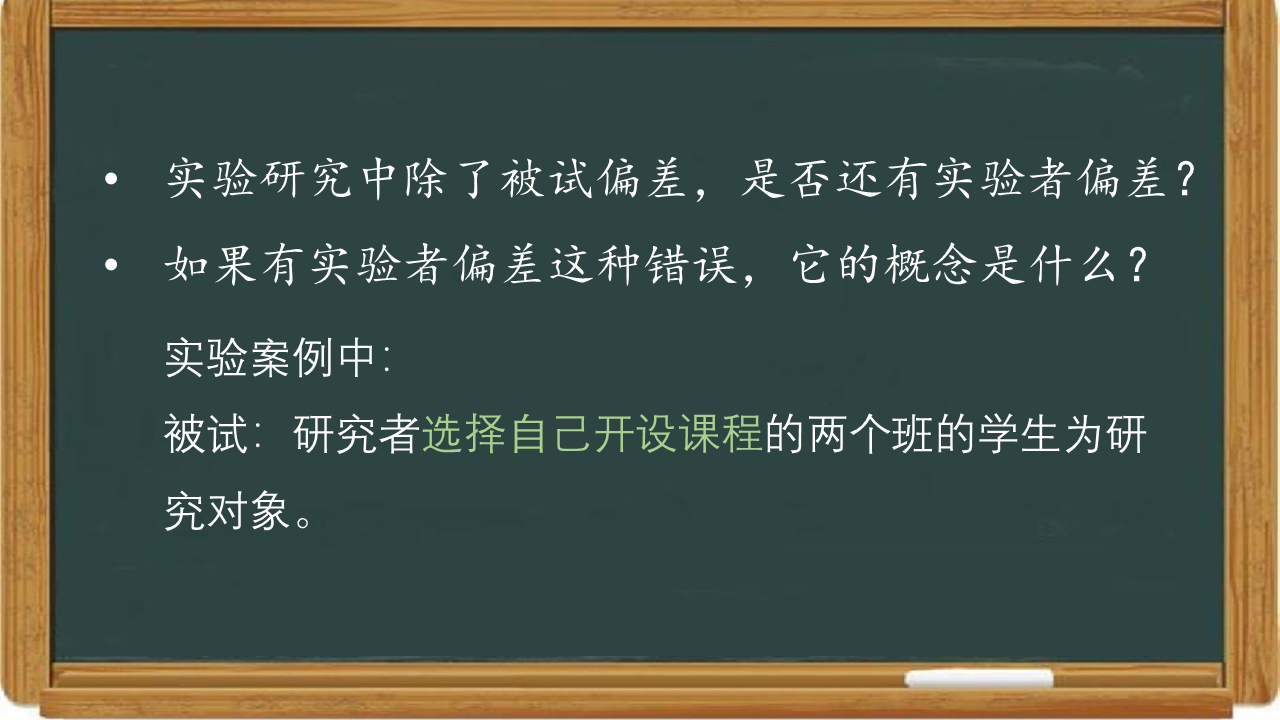 • 实验研究中除了被试偏差，是否还有实验者偏差？
• 如果有实验者偏差这种错误，它的概念是什么？
实验案例中：
被试：研究者选择自己开设课程的两个班的学生为研
究对象。